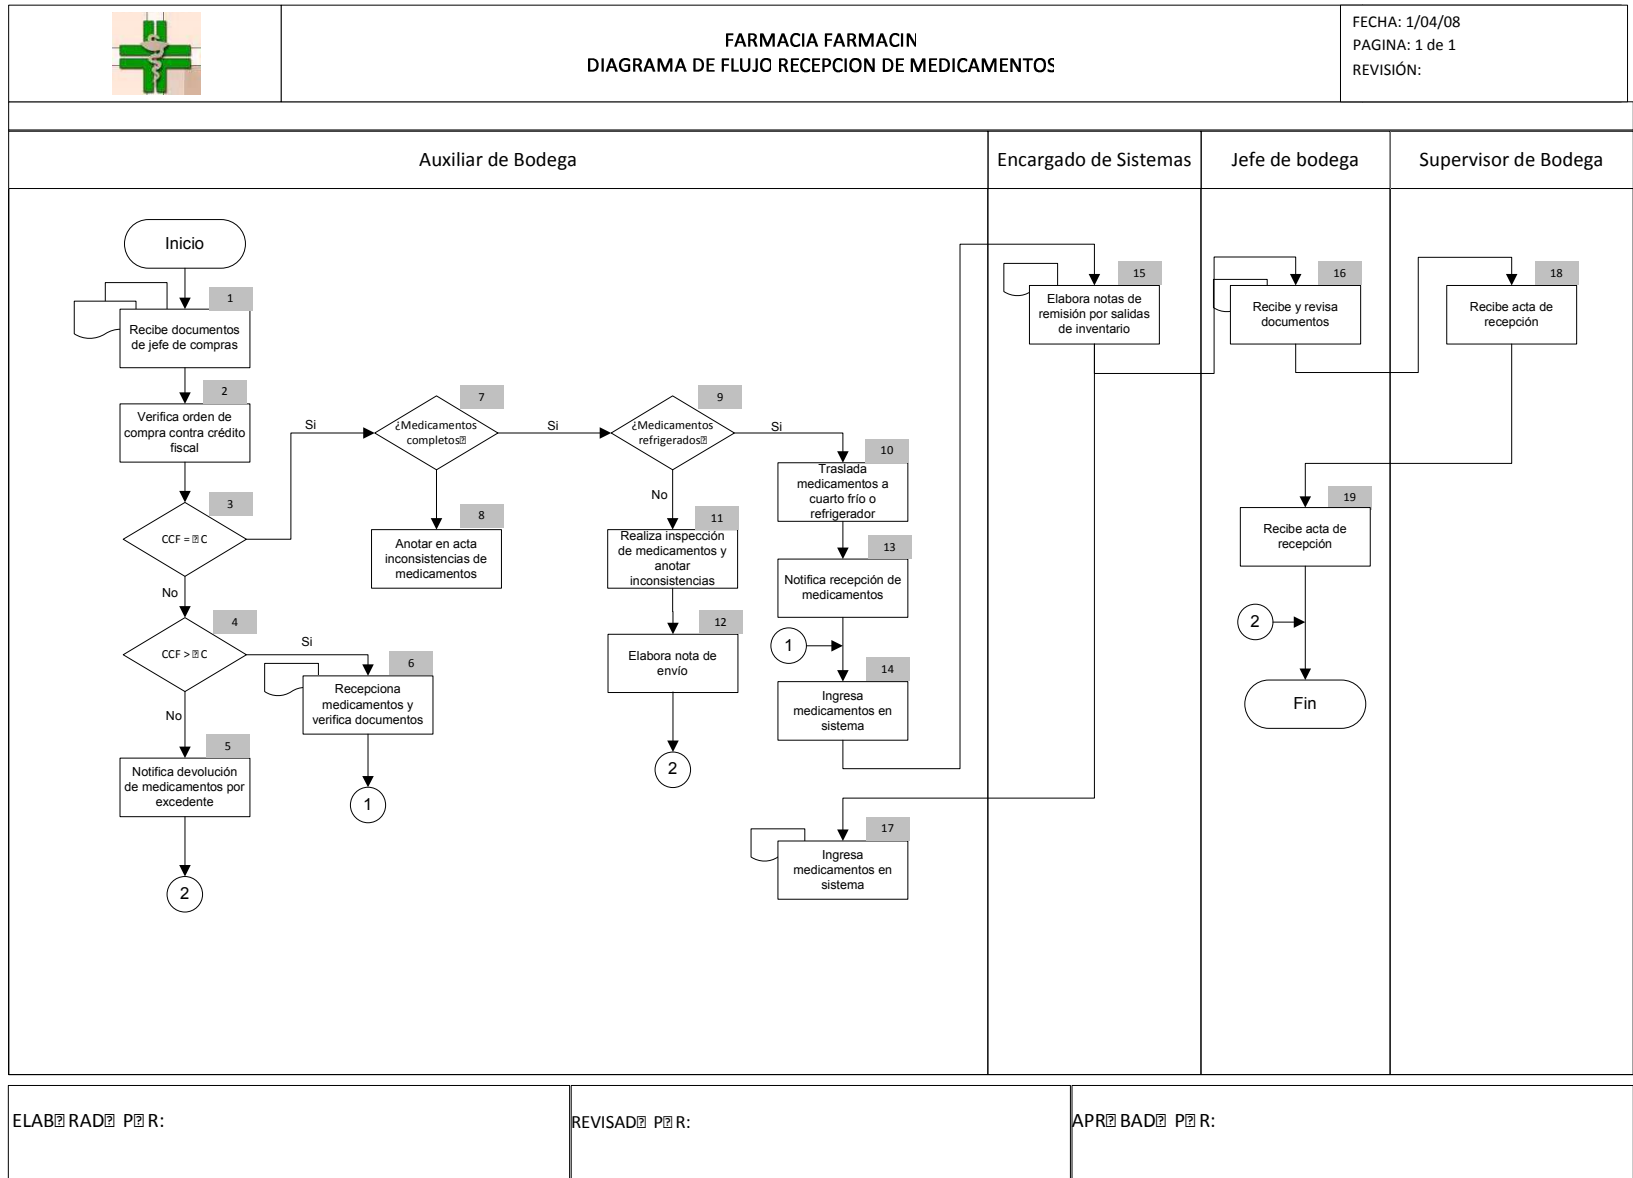 FARMACIA FARMACIN
DIAGRAMA DE FLUJO RECEPCION DE MEDICAMENTOS
FECHA: 1/04/08
PAGINA: 1 de 1
REVISIÓN:
Auxiliar de Bodega
Encargado de Sistemas
Jefe de bodega
Supervisor de Bodega
Inicio
1
Recibe documentos
de jefe de compras
2
Verifica orden de
compra contra crédito
fiscal
3
CCF = � C
Si
No
4
CCF > � C
Si
No
5
Notifica devolución
de medicamentos por
excedente
2
6
Recepciona
medicamentos y
verifica documentos
1
7
¿Medicamentos
completos�
Si
8
Anotar en acta
inconsistencias de
medicamentos
9
¿Medicamentos
refrigerados�
Si
No
10
Traslada
medicamentos a
cuarto frío o
refrigerador
11
Realiza inspección
de medicamentos y
anotar
inconsistencias
12
Elabora nota de
envío
2
13
Notifica recepción de
medicamentos
1
14
Ingresa
medicamentos en
sistema
15
Elabora notas de
remisión por salidas
de inventario
16
Recibe y revisa
documentos
17
Ingresa
medicamentos en
sistema
18
Recibe acta de
recepción
19
Recibe acta de
recepción
2
Fin
ELAB�RAD� P�R:
REVISAD� P�R:
APR�BAD� P�R: